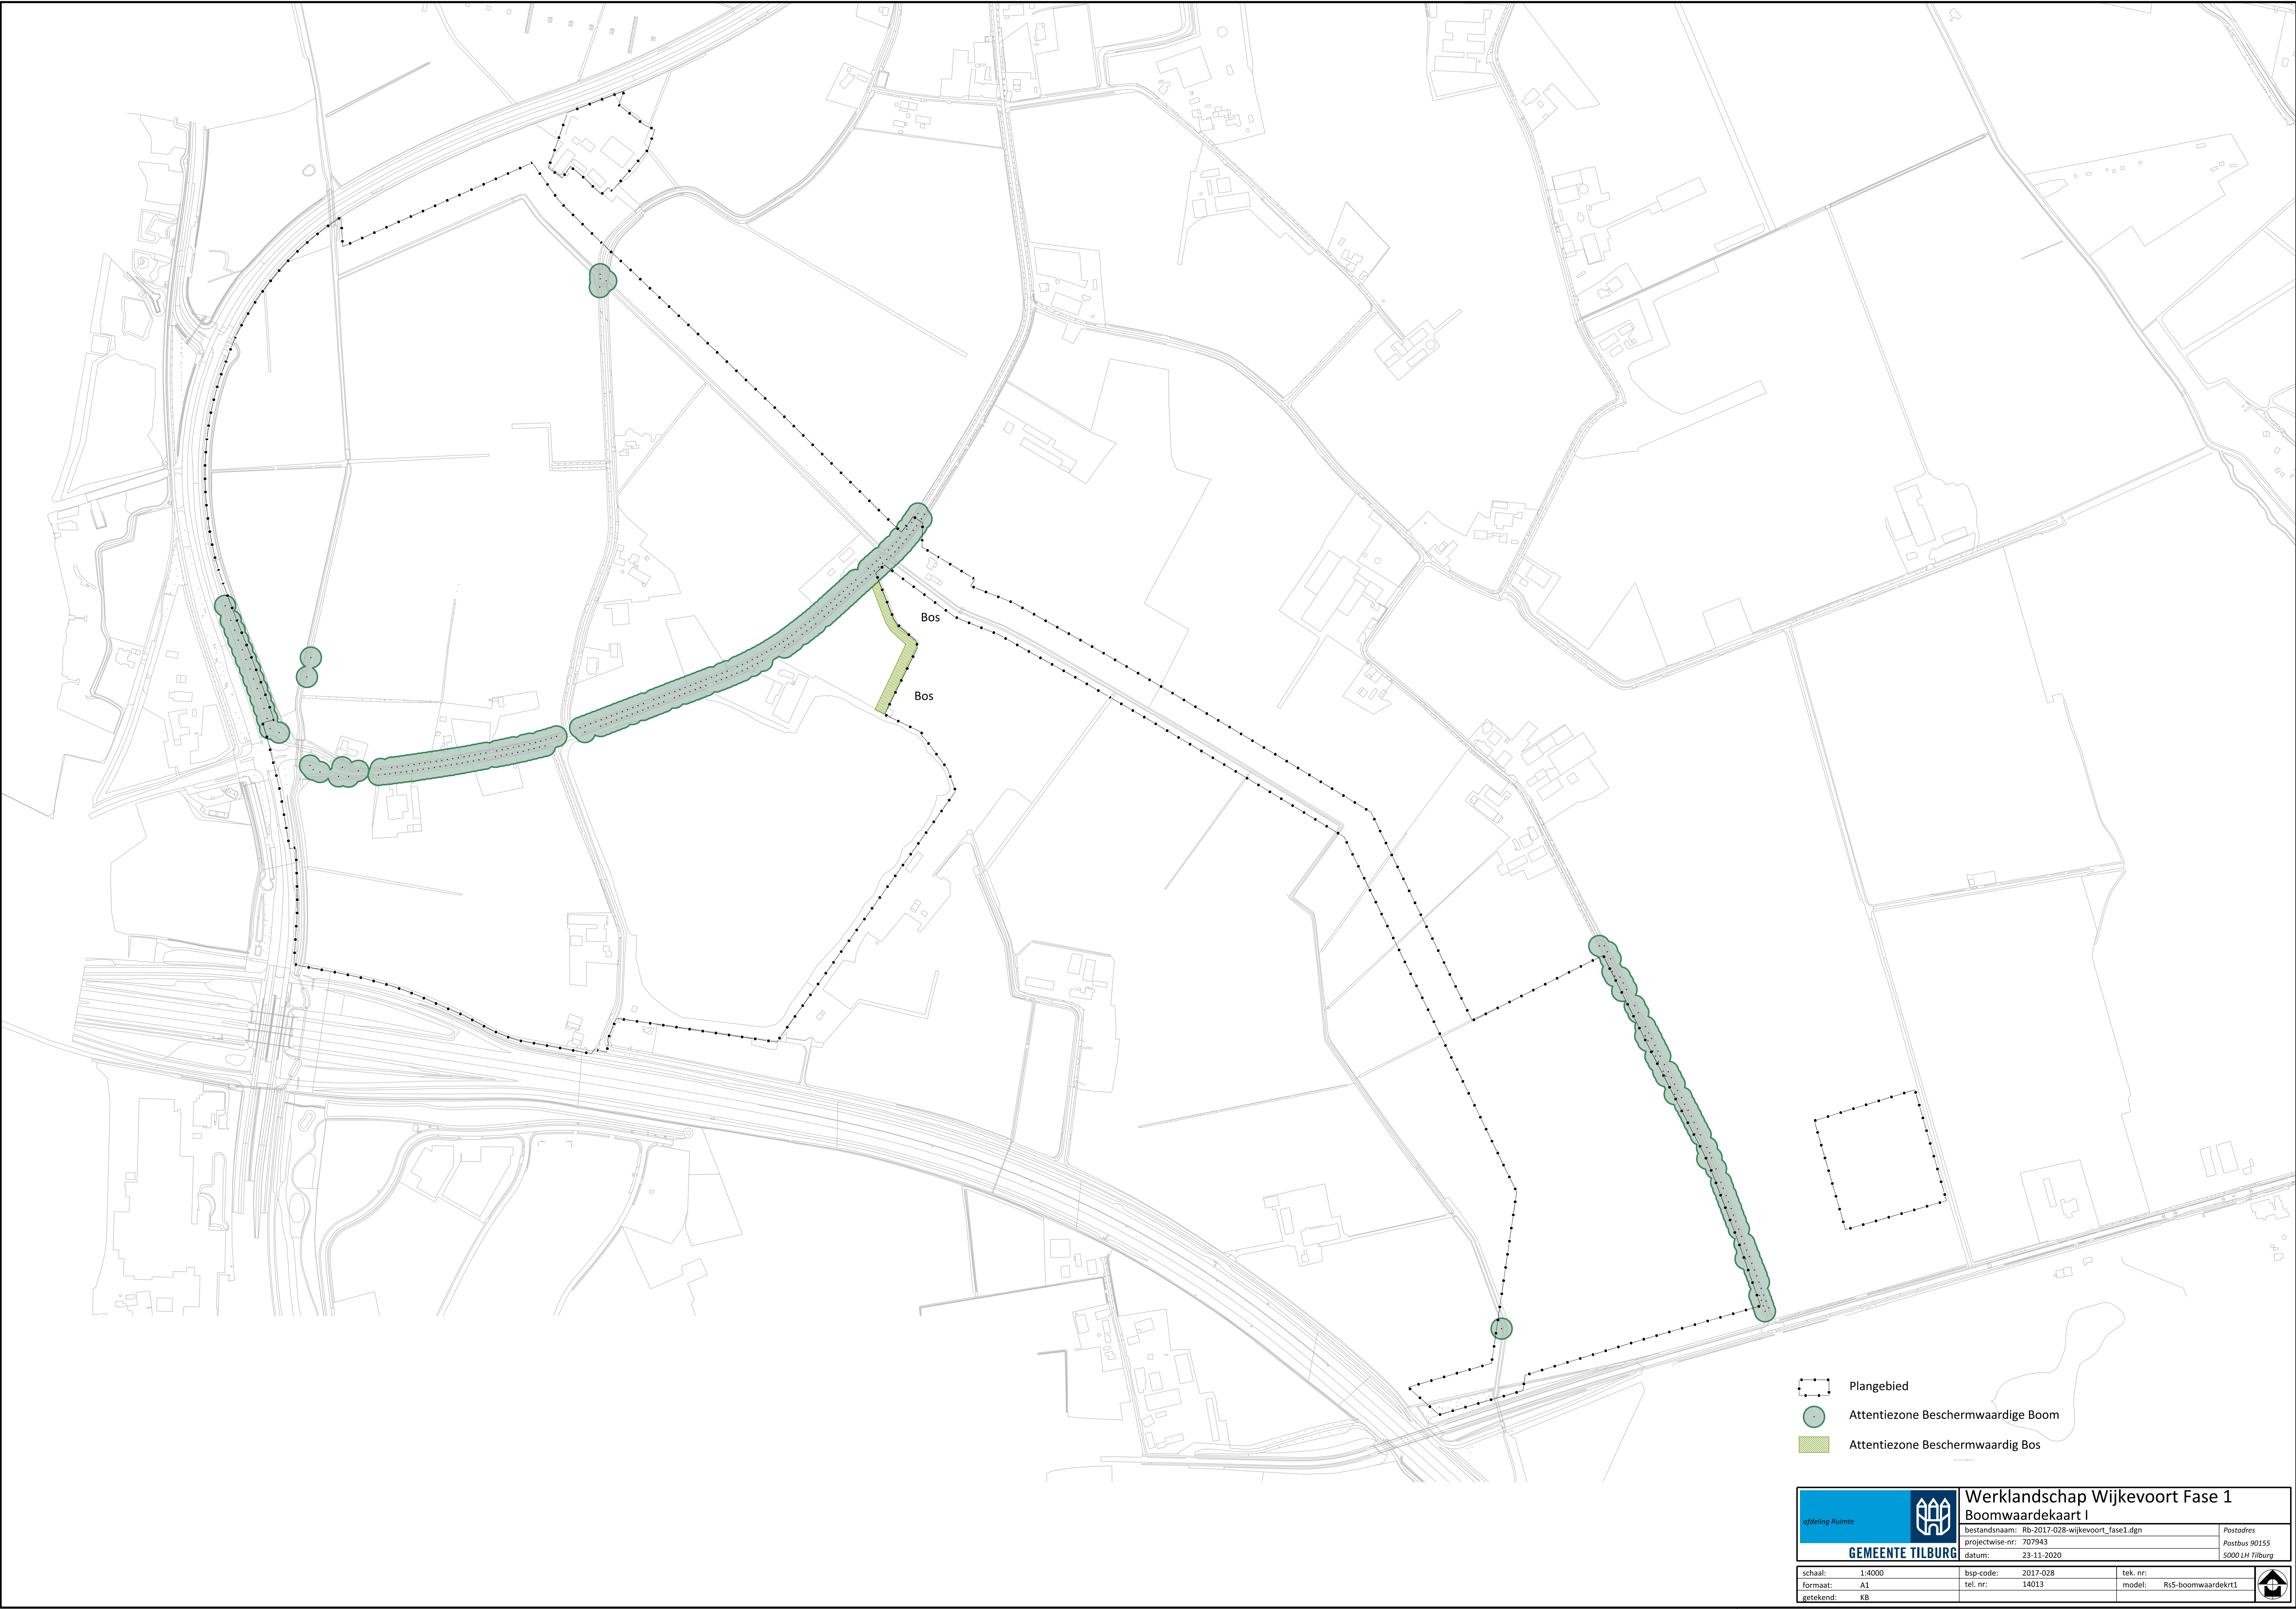 Bos
Bos
Plangebied
Attentiezone Beschermwaardige Boom
Attentiezone Beschermwaardig Bos
afdeling Ruimte
GEMEENTE TILBURG
Werklandschap Wijkevoort Fase 1
Boomwaardekaart I
bestandsnaam: Rb-2017-028-wijkevoort_fase1.dgn
projectwise-nr: 707943
datum: 23-11-2020
Postadres
Postbus 90155
5000 LH Tilburg
schaal: 1:4000 bsp-code: 2017-028 tek. nr:
formaat: A1 tel. nr: 14013 model: Rs5-boomwaardekrt1
getekend: KB